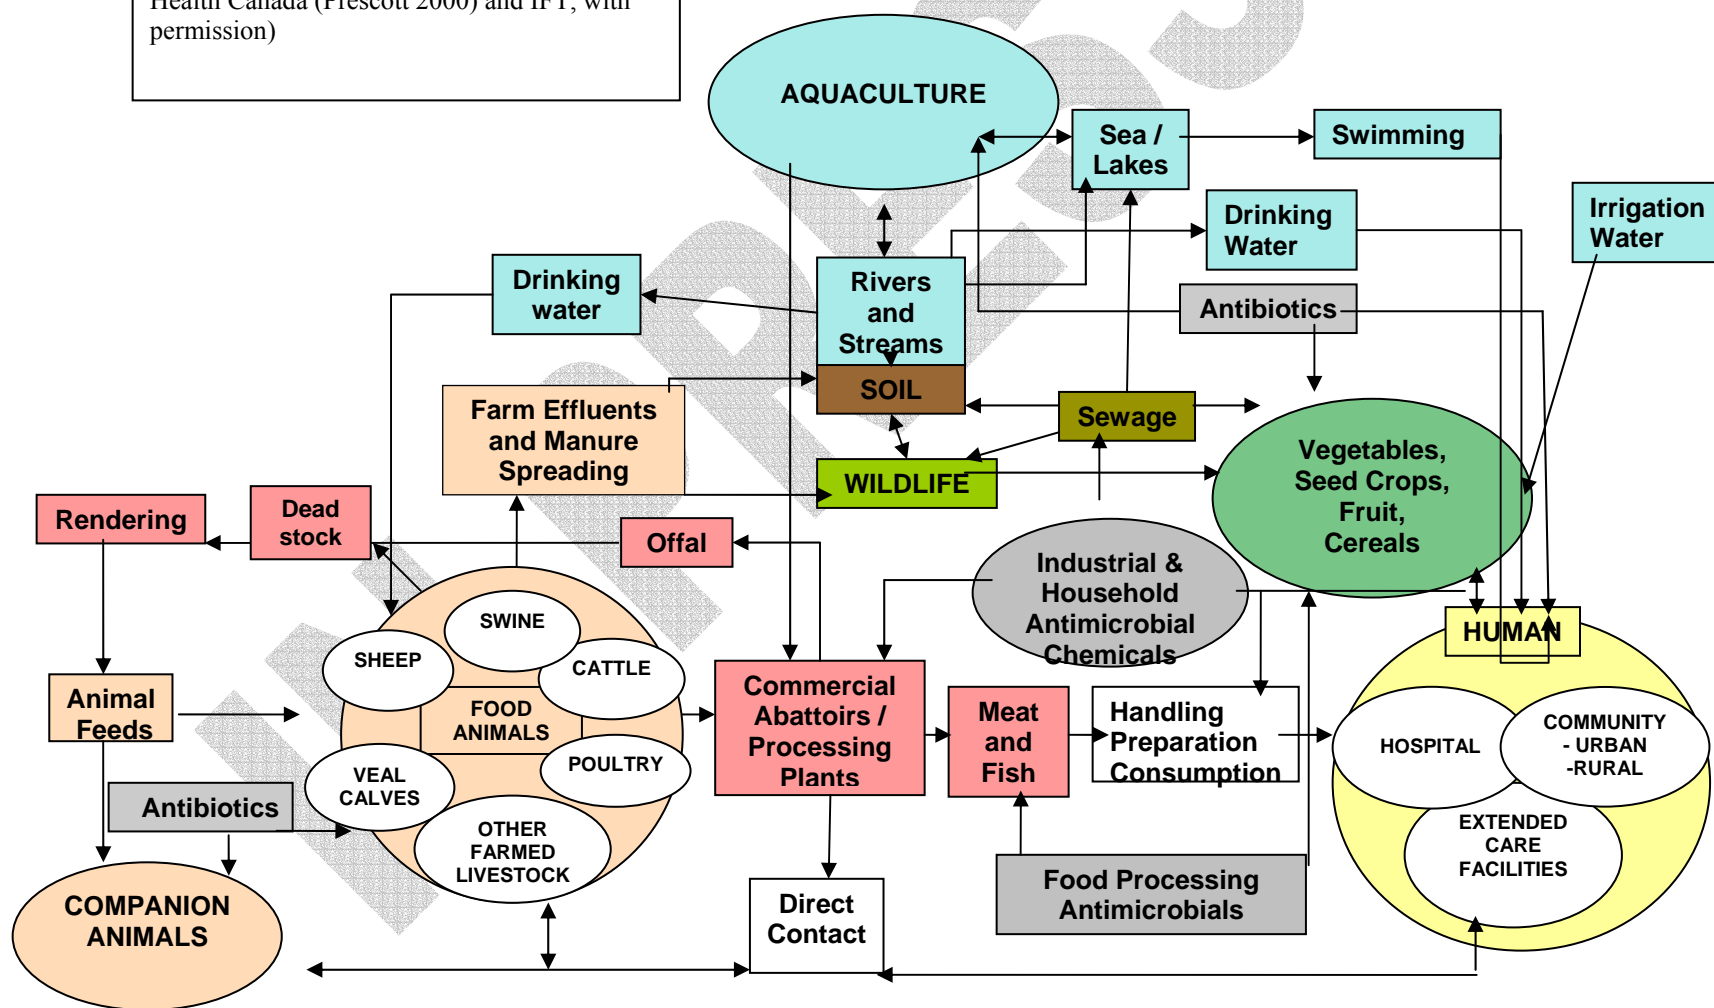 Health Canada (Prescott 2000) and IFT, with
permission)
AQUACULTURE
Sea /
Lakes
Swimming
Drinking
Water
Irrigation
Water
Drinking
water
Rivers
and
Streams
Antibiotics
SOIL
Farm Effluents
and Manure
Spreading
Sewage
WILDLIFE
Vegetables,
Seed Crops,
Fruit,
Cereals
Rendering
Dead
stock
Offal
Industrial &
Household
Antimicrobial
Chemicals
HUMAN
SWINE
SHEEP
CATTLE
FOOD
ANIMALS
Animal
Feeds
Commercial
Abattoirs /
Processing
Plants
Meat
and
Fish
Handling
Preparation
Consumption
HOSPITAL
COMMUNITY
- URBAN
-RURAL
VEAL
CALVES
POULTRY
Antibiotics
OTHER
FARMED
LIVESTOCK
EXTENDED
CARE
FACILITIES
COMPANION
ANIMALS
Direct
Contact
Food Processing
Antimicrobials